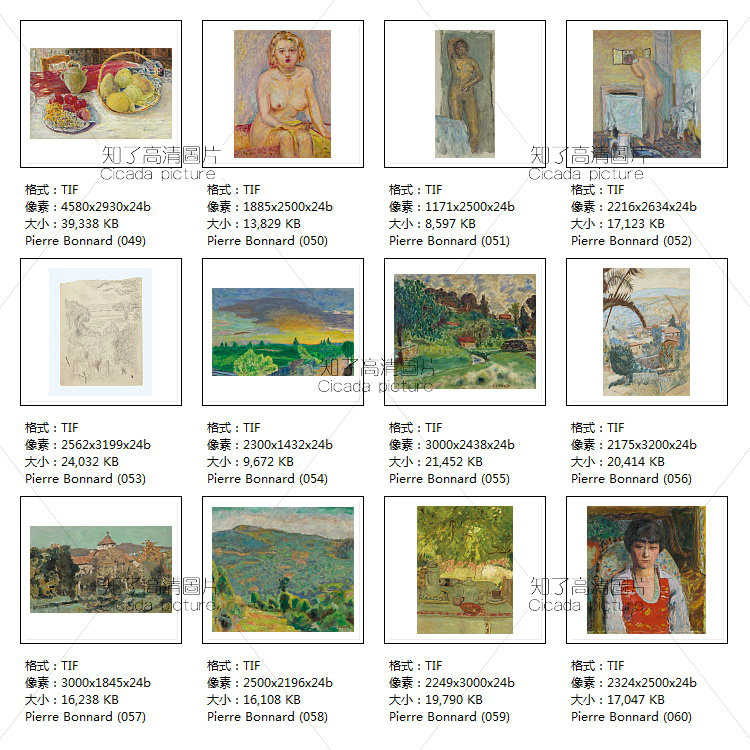 知了高清圖片
Cicada picture
知了高清圖片
Cicada picture
格式：TIF
像素：4580x2930x24b
大小：39,338 KB
Pierre Bonnard (049)
格式：TIF
像素：1885x2500x24b
大小：13,829 KB
Pierre Bonnard (050)
格式：TIF
像素：1171x2500x24b
大小：8,597 KB
Pierre Bonnard (051)
格式：TIF
像素：2216x2634x24b
大小：17,123 KB
Pierre Bonnard (052)
知了高清圖片
Cicada picture
格式：TIF
像素：2562x3199x24b
大小：24,032 KB
Pierre Bonnard (053)
格式：TIF
像素：2300x1432x24b
大小：9,672 KB
Pierre Bonnard (054)
格式：TIF
像素：3000x2438x24b
大小：21,452 KB
Pierre Bonnard (055)
格式：TIF
像素：2175x3200x24b
大小：20,414 KB
Pierre Bonnard (056)
知了高清圖片
Cicada picture
知了高清圖片
Cicada picture
格式：TIF
像素：3000x1845x24b
大小：16,238 KB
Pierre Bonnard (057)
格式：TIF
像素：2500x2196x24b
大小：16,108 KB
Pierre Bonnard (058)
格式：TIF
像素：2249x3000x24b
大小：19,790 KB
Pierre Bonnard (059)
格式：TIF
像素：2324x2500x24b
大小：17,047 KB
Pierre Bonnard (060)